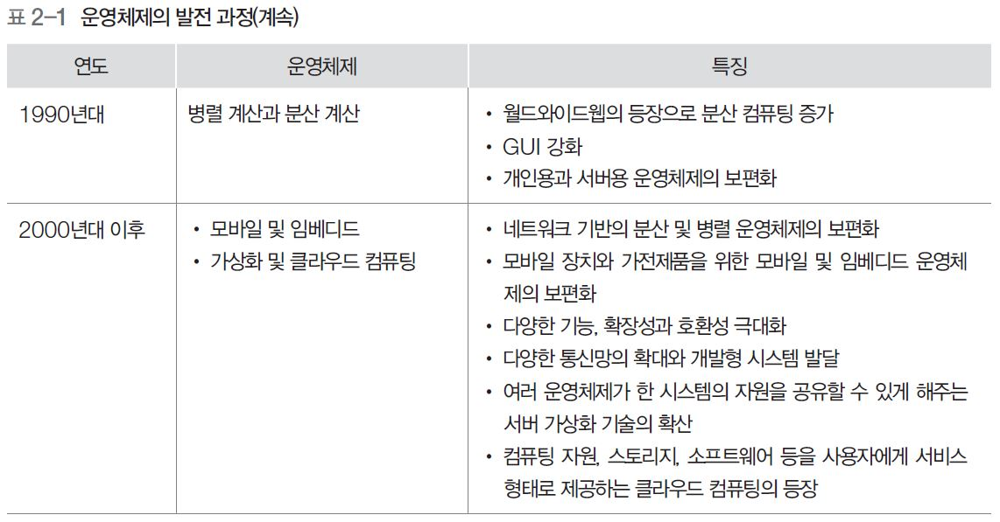 표 2-1 운영체제의 발전 과정(계속)
연도 운영체제 특징
1990년대 병렬 계산과 분산 계산 • 월드와이드웹의 등장으로 분산 컴퓨팅 증가
• GUI 강화
• 개인용과 서버용 운영체제의 보편화
2000년대 이후 • 모바일 및 임베디드 • 네트워크 기반의 분산 및 병렬 운영체제의 보편화
• 가상화 및 클라우드 컴퓨팅 • 모바일 장치와 가전제품을 위한 모바일 및 임베디드 운영체
제의 보편화
• 다양한 기능, 확장성과 호환성 극대화
• 다양한 통신망의 확대와 개발형 시스템 발달
• 여러 운영체제가 한 시스템의 자원을 공유할 수 있게 해주는
서버 가상화 기술의 확산
• 컴퓨팅 자원, 스토리지, 소프트웨어 등을 사용자에게 서비스
형태로 제공하는 클라우드 컴퓨팅의 등장